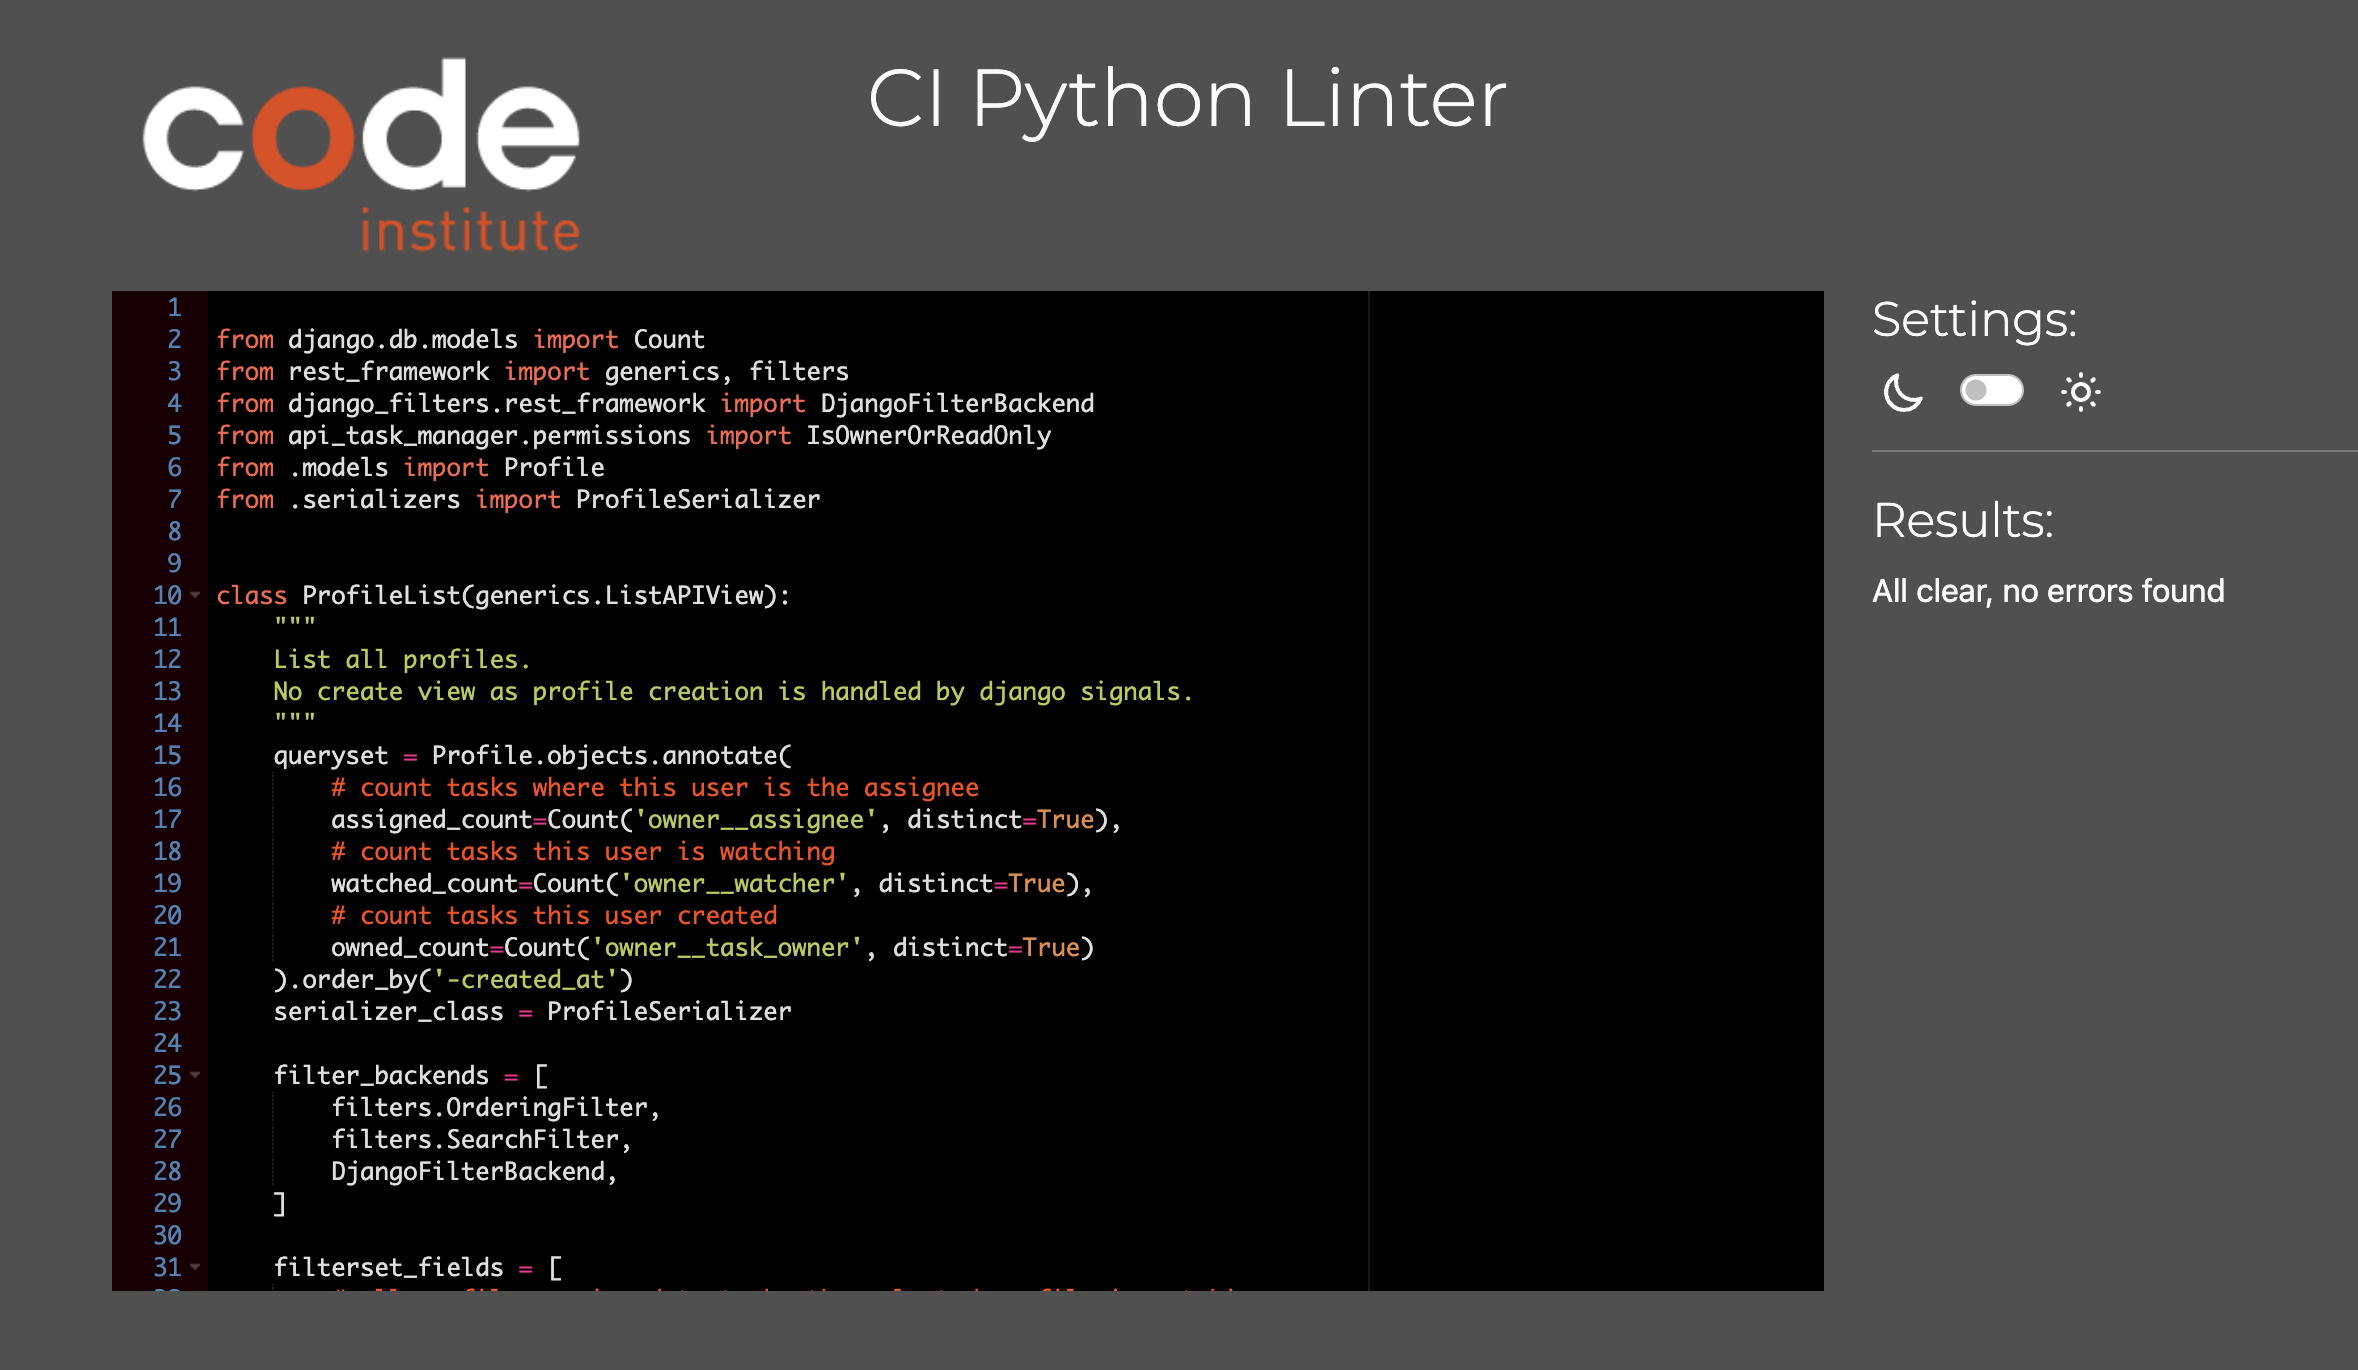 code
institute
CI Python Linter
1
2 from django.db.models import Count
3 from rest_framework import generics, filters
4 from django_filters.rest_framework import DjangoFilterBackend
5 from api_task_manager.permissions import IsOwnerOrReadOnly
6 from .models import Profile
7 from .serializers import ProfileSerializer
8
9
10 class ProfileList(generics.ListAPIView):
11     """
12     List all profiles.
13     No create view as profile creation is handled by django signals.
14     """
15     queryset = Profile.objects.annotate(
16         # count tasks where this user is the assignee
17         assigned_count=Count('owner__assignee', distinct=True),
18         # count tasks this user is watching
19         watched_count=Count('owner__watcher', distinct=True),
20         # count tasks this user created
21         owned_count=Count('owner__task_owner', distinct=True)
22     ).order_by('-created_at')
23     serializer_class = ProfileSerializer
24
25     filter_backends = [
26         filters.OrderingFilter,
27         filters.SearchFilter,
28         DjangoFilterBackend,
29     ]
30
31     filterset_fields = [
Settings:
Results:
All clear, no errors found